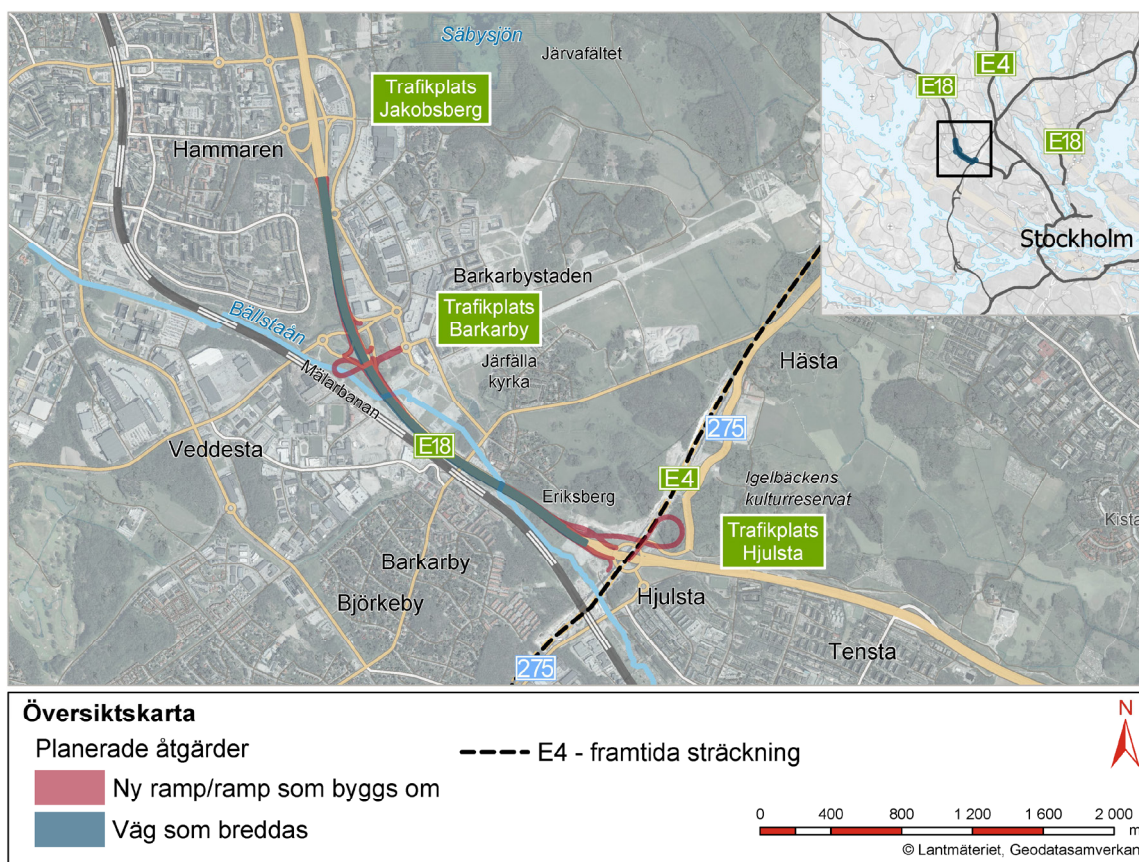 Säbysjön
Järvafältet
Trafikplats
Jakobsberg
Hammaren
E4
E18
E18
Stockholm
Barkarbystaden
Trafikplats
Barkarby
Bällstaån
Järfälla
kyrka
Mälarbanan
Hästa
275
Veddesta
E18
E4
Igelbäckens
kulturreservat
Eriksberg
Trafikplats
Hjulsta
Kista
Barkarby
Björkeby
Hjulsta
Tensta
275
Översiktskarta
Planerade åtgärder
Ny ramp/ramp som byggs om
Väg som breddas
E4 - framtida sträckning
N
0 400 800 1 200 1 600 2 000
m
© Lantmäteriet, Geodatasamverkan